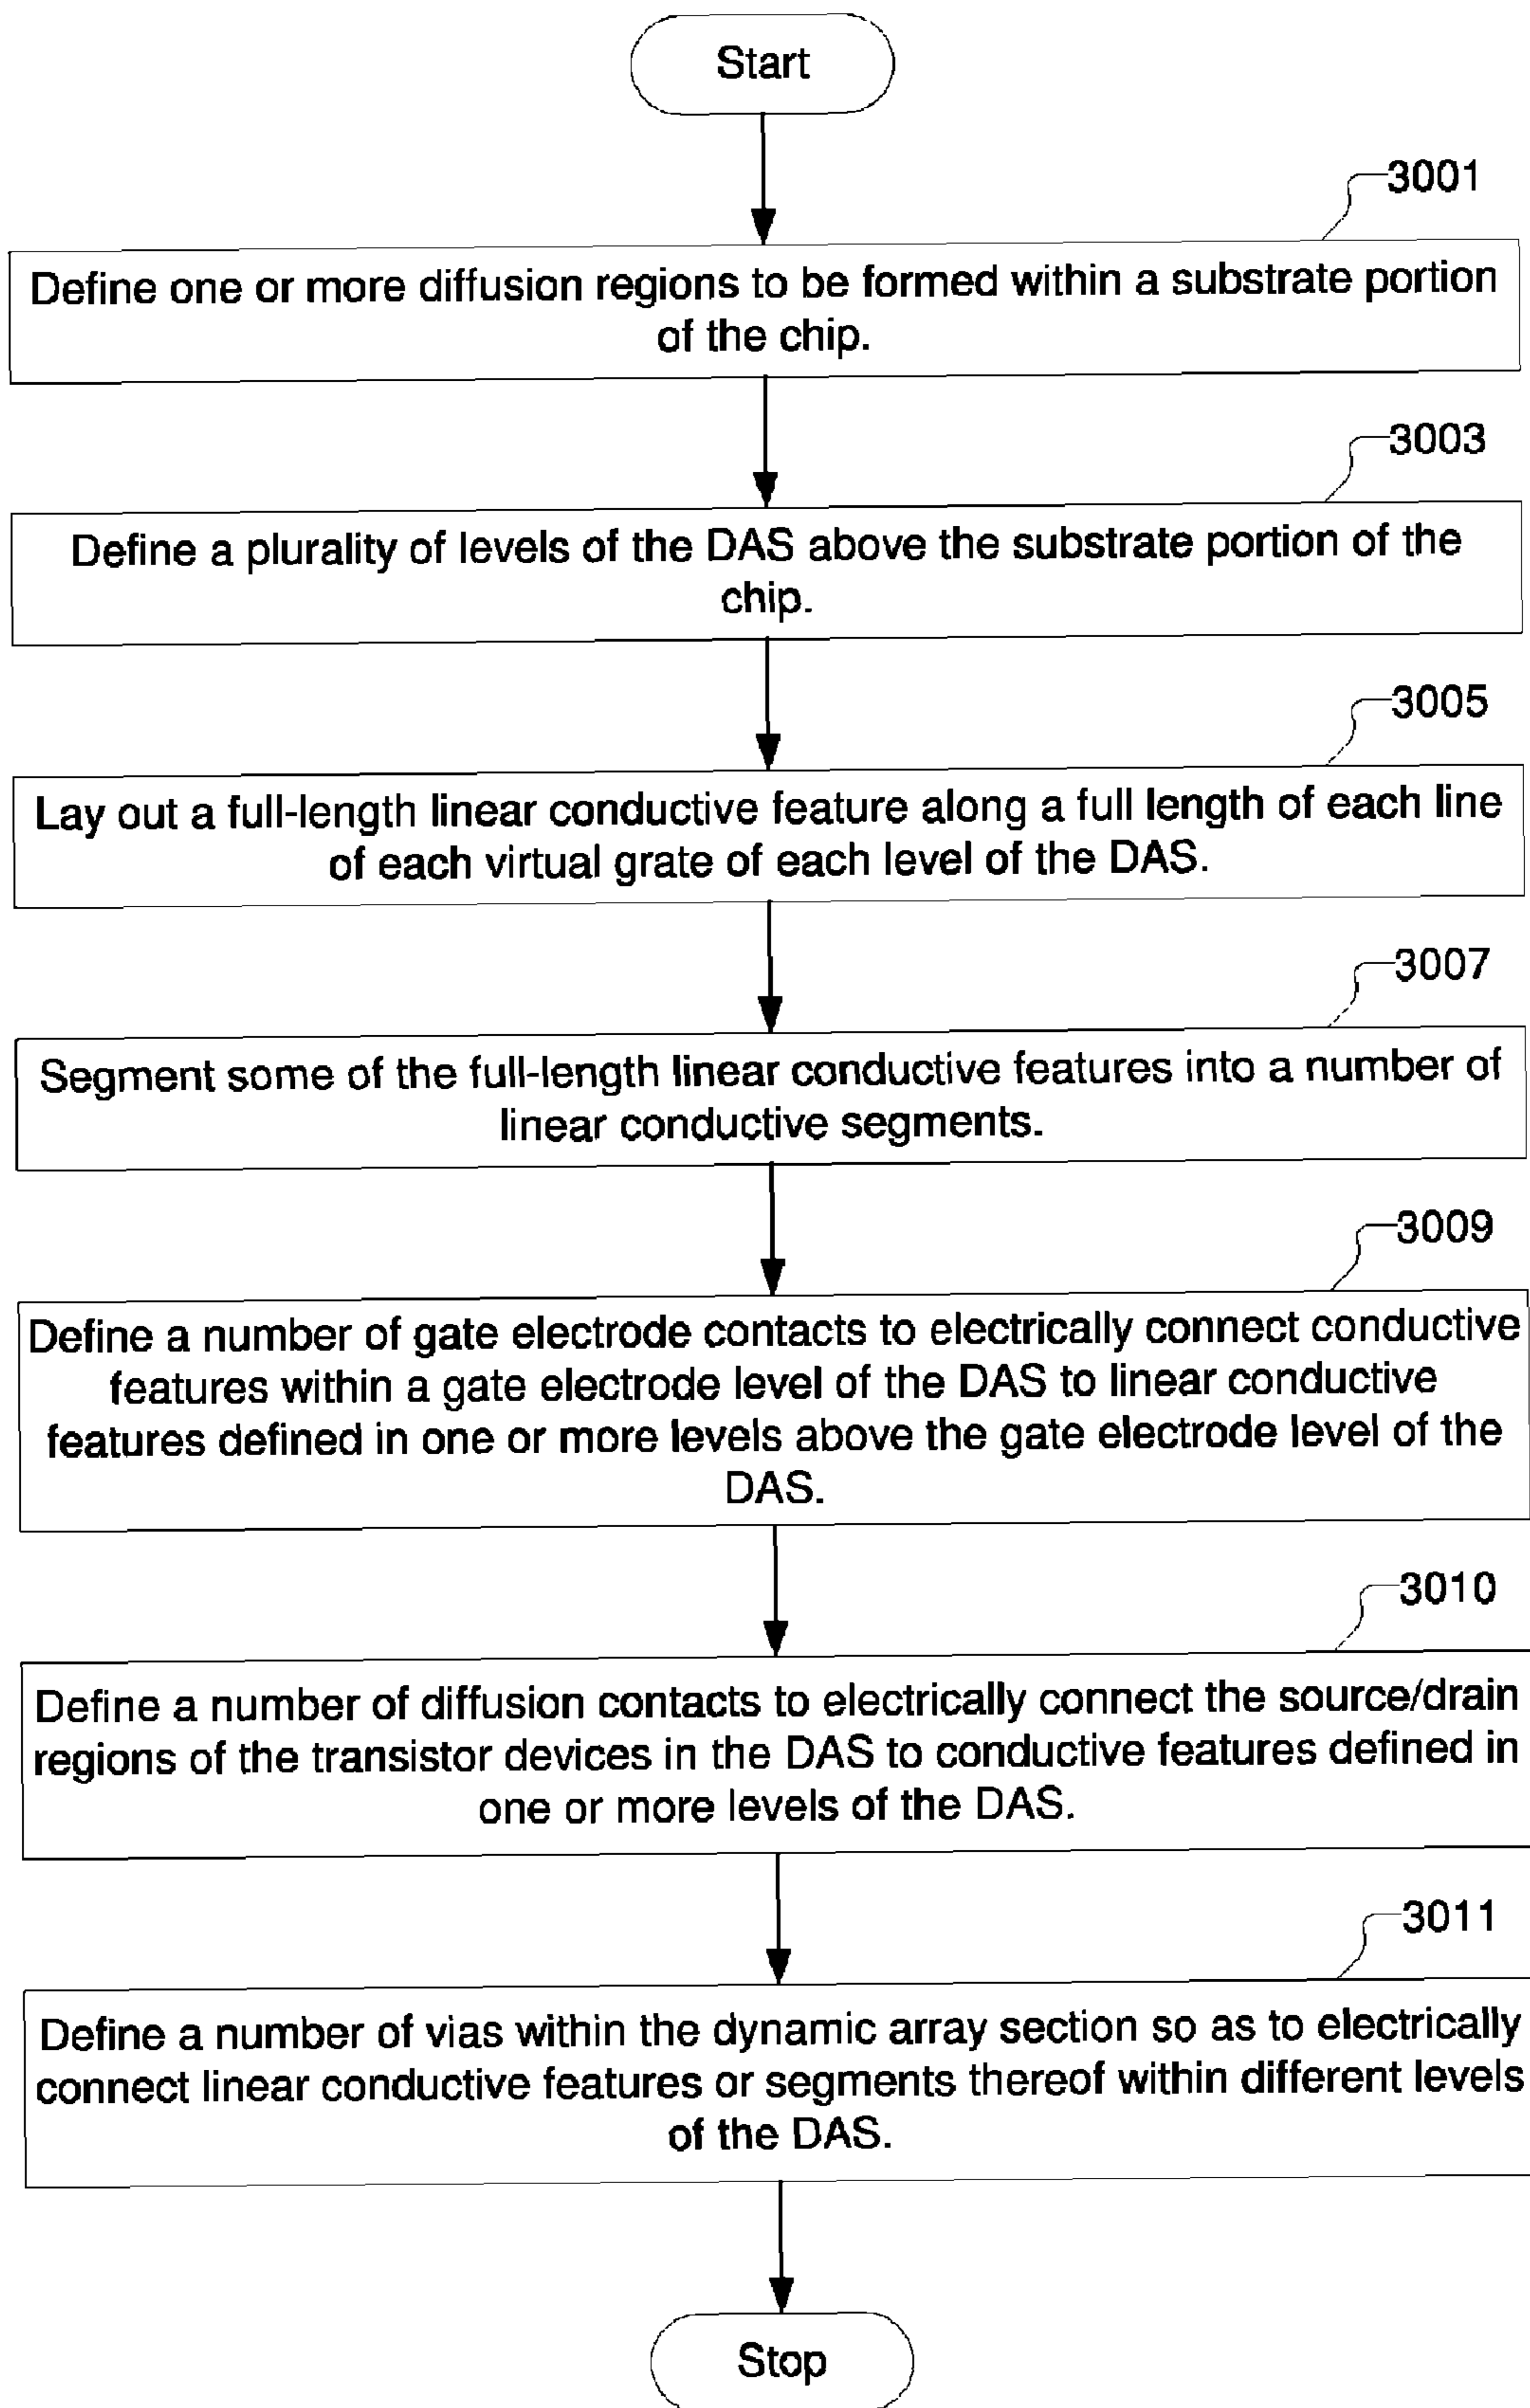 Start
3001
Define one or more diffusion regions to be formed within a substrate portion
of the chip.
3003
Define a plurality of levels of the DAS above the substrate portion of the
chip.
3005
Lay out a full-length linear conductive feature along a full length of each line
of each virtual grate of each level of the DAS.
3007
Segment some of the full-length linear conductive features into a number of
linear conductive segments.
3009
Define a number of gate electrode contacts to electrically connect conductive
features within a gate electrode level of the DAS to linear conductive
features defined in one or more levels above the gate electrode level of the
DAS.
3010
Define a number of diffusion contacts to electrically connect the source/drain
regions of the transistor devices in the DAS to conductive features defined in
one or more levels of the DAS.
3011
Define a number of vias within the dynamic array section so as to electrically
connect linear conductive features or segments thereof within different levels
of the DAS.
Stop